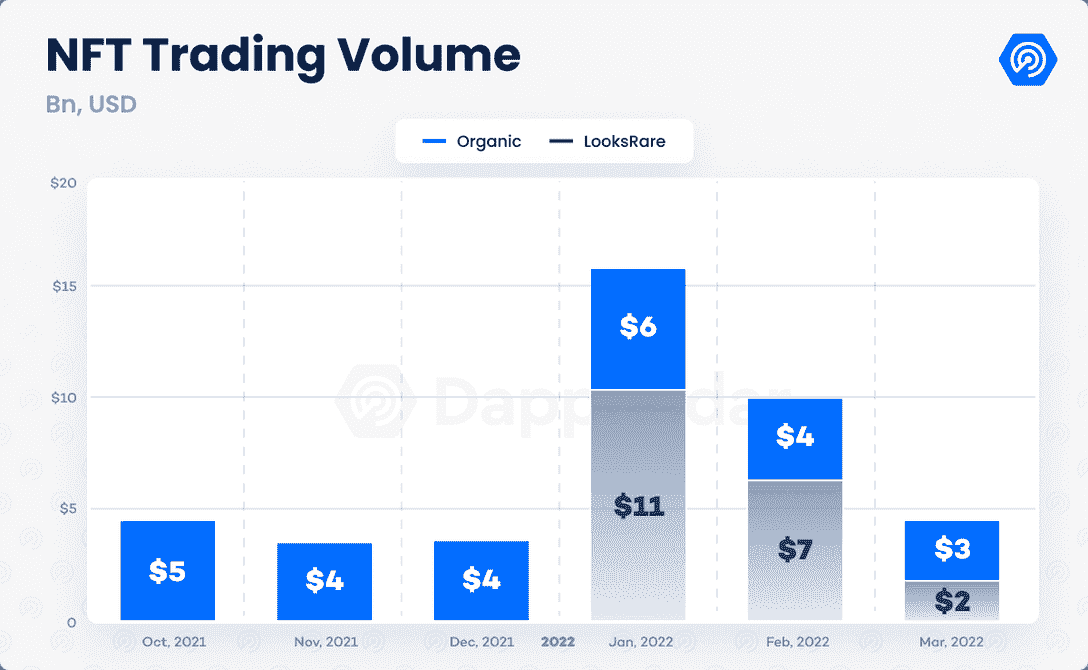 NFT Trading Volume
Bn, USD
Organic LooksRare
$20
$15
$10
$5
0
$5
$4
$4
$6
$11
$4
$7
$3
$2
DappRadar
Oct, 2021 Nov, 2021 Dec, 2021 2022 Jan, 2022 Feb, 2022 Mar, 2022